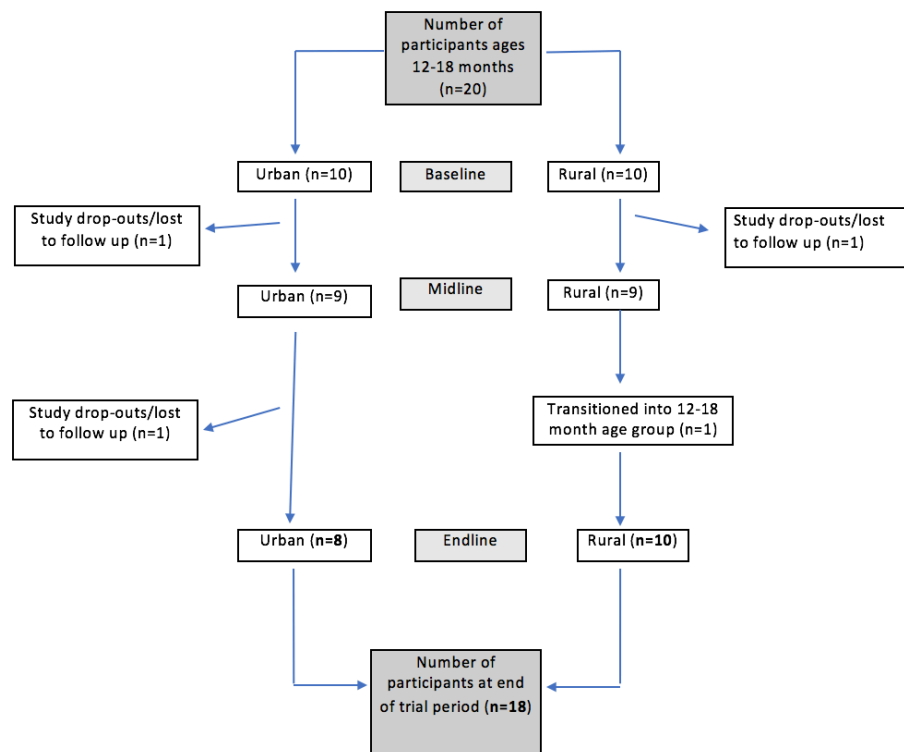 Number of
participants ages
12-18 months
(n=20)
Urban (n=10)
Baseline
Rural (n=10)
Study drop-outs/lost
to follow up (n=1)
Study drop-outs/lost
to follow up (n=1)
Urban (n=9)
Midline
Rural (n=9)
Study drop-outs/lost
to follow up (n=1)
Transitioned into 12-18
month age group (n=1)
Urban (n=8)
Endline
Rural (n=10)
Number of
participants at end
of trial period (n=18)